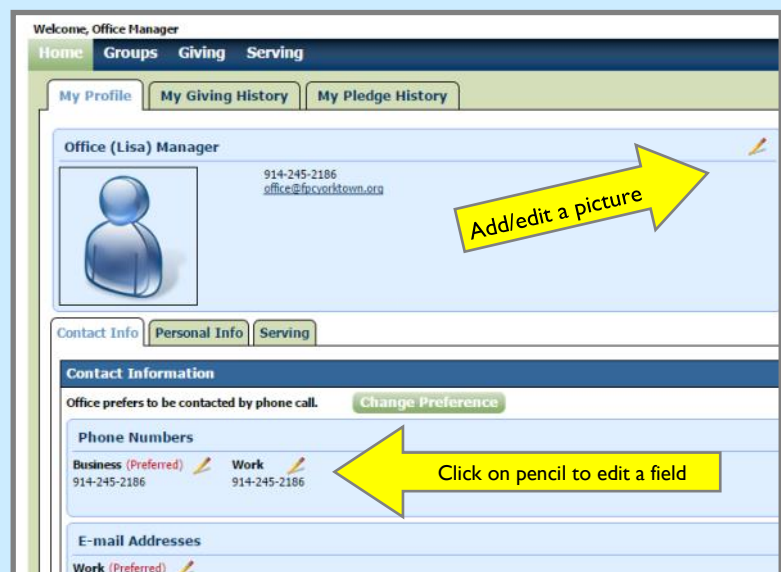 Welcome, Office Manager
Home Groups Giving Serving
My Profile My Giving History My Pledge History
Office (Lisa) Manager
914-245-2186
office@fpcyorktown.org
Add/edit a picture
Contact Info Personal Info Serving
Contact Information
Office prefers to be contacted by phone call. Change Preference
Phone Numbers
Business (Preferred) Work
914-245-2186 914-245-2186
Click on pencil to edit a field
E-mail Addresses
Work (Preferred)